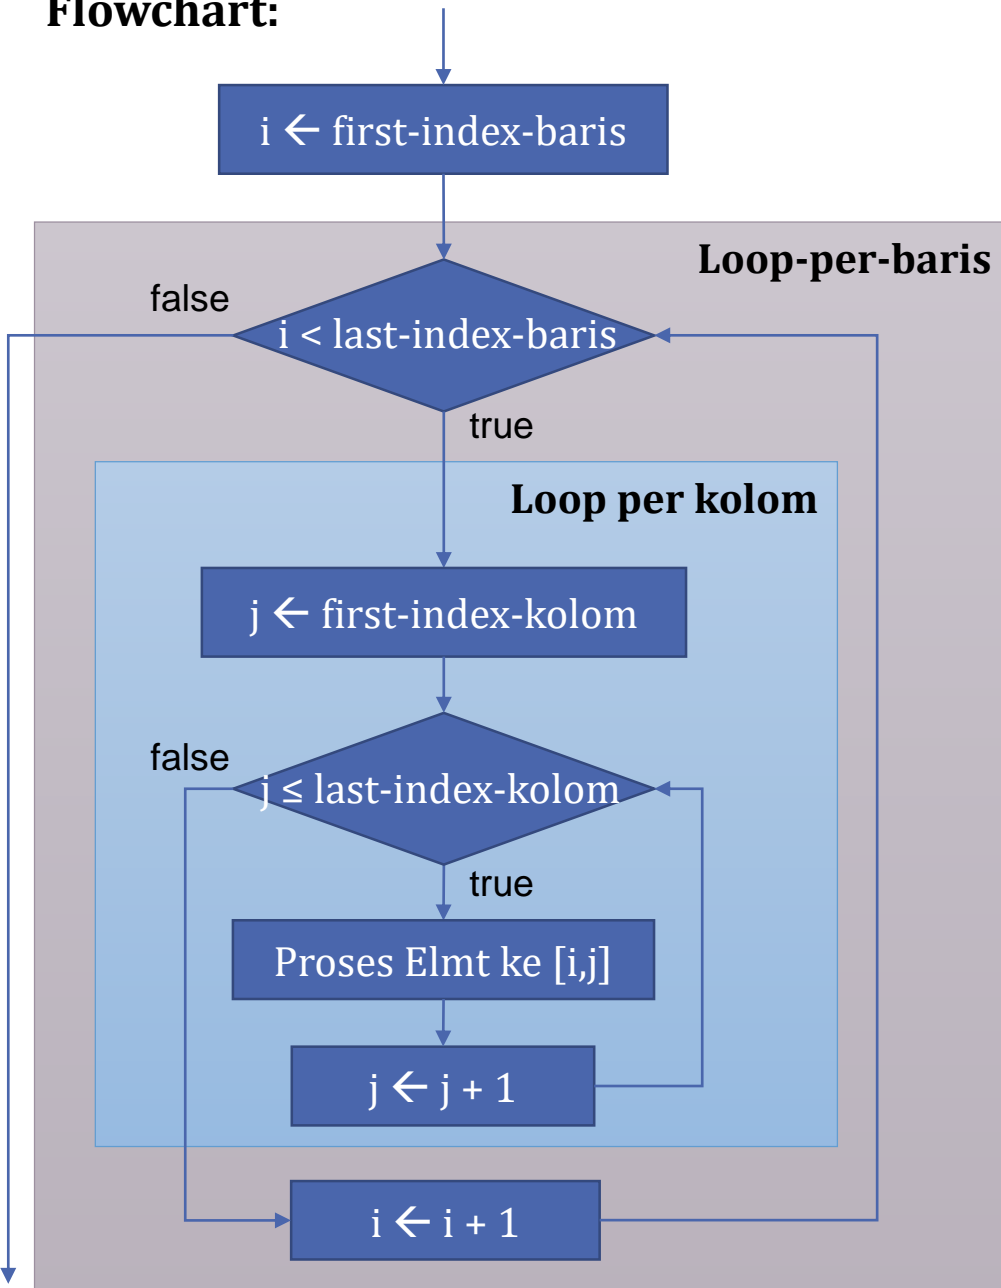 Flowchart:
i ← first-index-baris
Loop-per-baris
false
i < last-index-baris
true
Loop per kolom
j ← first-index-kolom
false
j ≤ last-index-kolom
true
Proses Elmt ke [i,j]
j ← j + 1
i ← i + 1